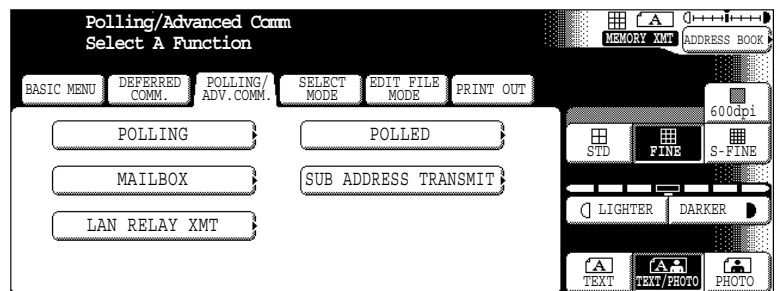 Polling/Advanced Comm
Select A Function
MEMORY XMT
ADDRESS BOOK
BASIC MENU
DEFERRED
COMM.
POLLING/
ADV.COMM.
SELECT
MODE
EDIT FILE
MODE
PRINT OUT
600dpi
POLLING
POLLED
STD
FINE
S-FINE
MAILBOX
SUB ADDRESS TRANSMIT
LIGHTER
DARKER
LAN RELAY XMT
A
A
A
TEXT
TEXT/PHOTO
PHOTO